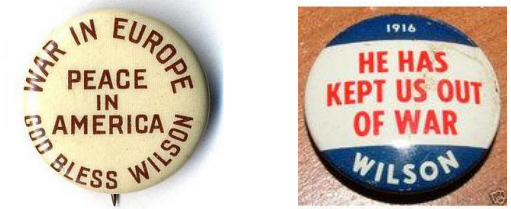 WAR IN EUROPE
PEACE
IN
AMERICA
GOD BLESS WILSON
1916
HE HAS
KEPT US OUT
OF WAR
WILSON